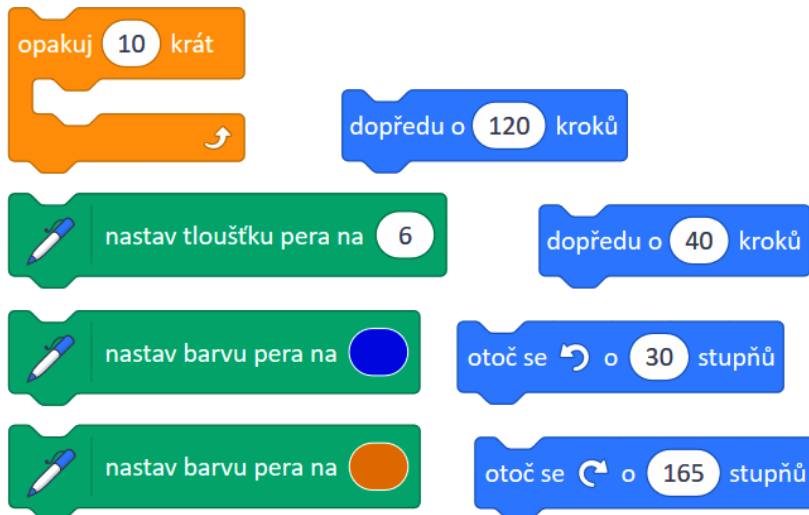 opakuj 10 krát
dopředu o 120 kroků
nastav tloušťku pera na 6
dopředu o 40 kroků
nastav barvu pera na
otoč se o 30 stupňů
nastav barvu pera na
otoč se o 165 stupňů